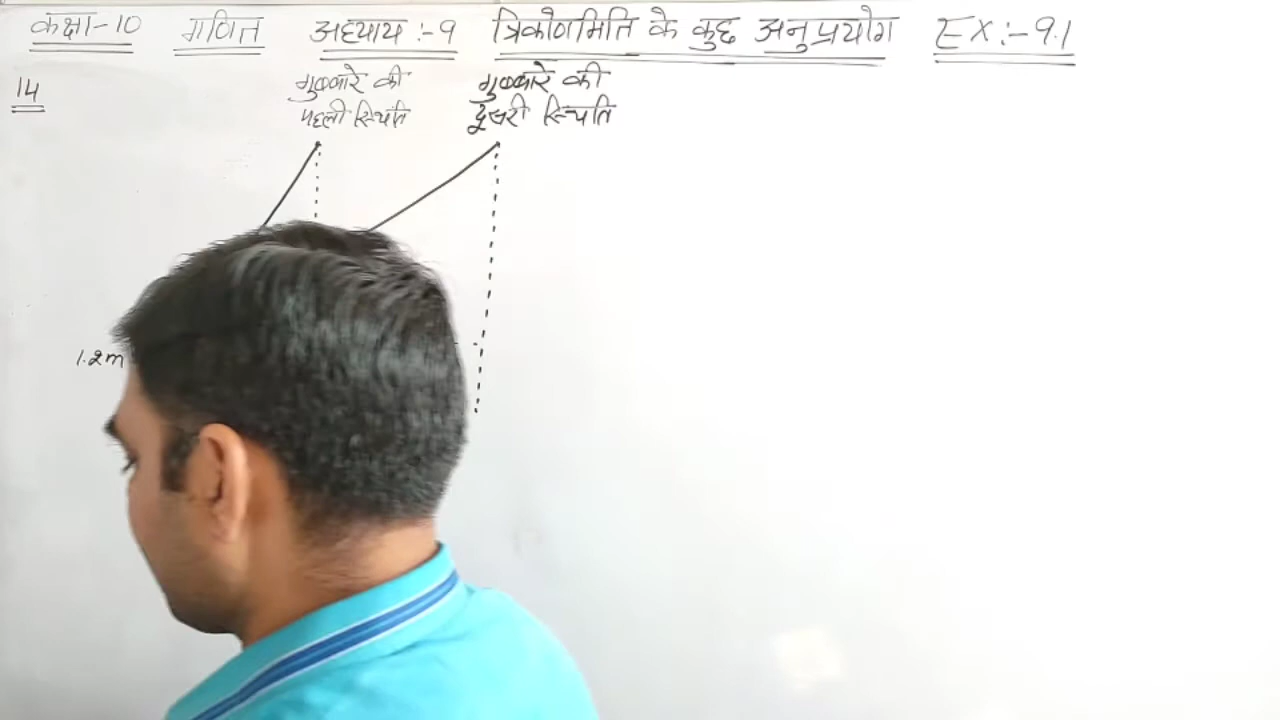 कक्षा-10 गणित अध्याय :- 9 त्रिकोणमिति के कुछ अनुप्रयोग EX:- 9.1
14
गुब्बारे की
पहली स्थिति
गुब्बारे की
दूसरी स्थिति
1.2m